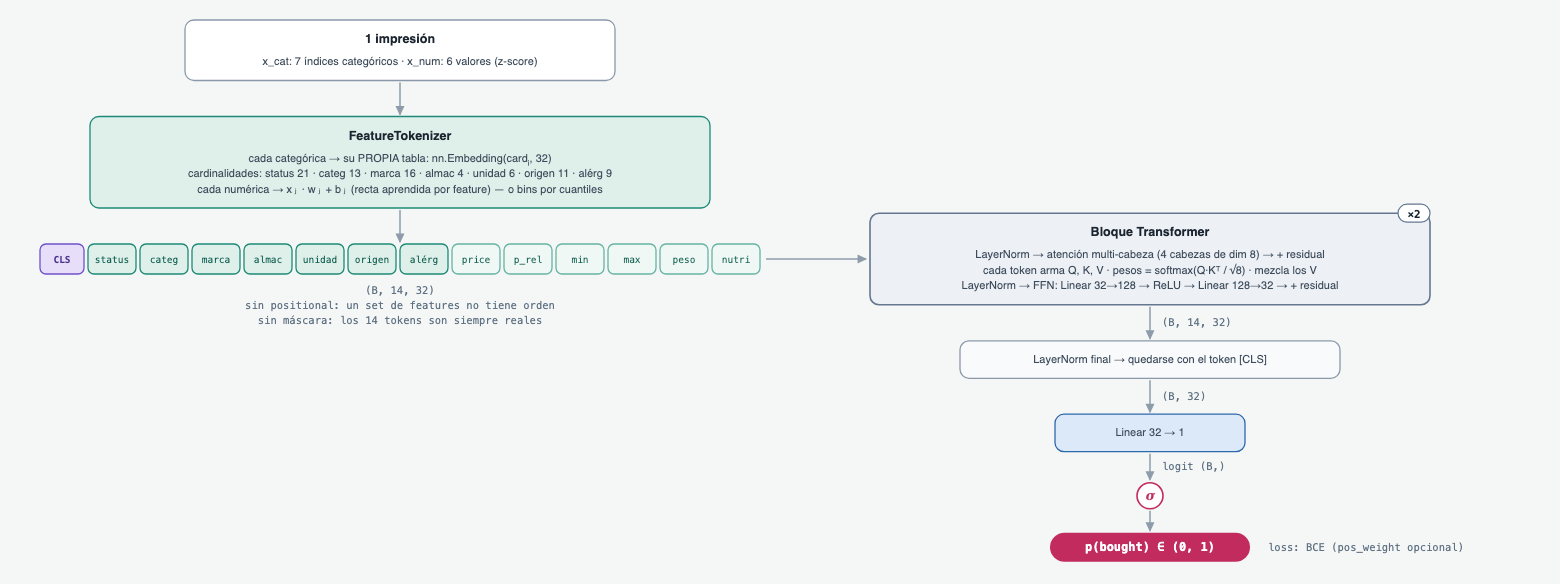 1 impresión
x_cat: 7 índices categóricos · x_num: 6 valores (z-score)
FeatureTokenizer
cada categórica → su PROPIA tabla: nn.Embedding(cardⱼ, 32)
cardinalidades: status 21 · categ 13 · marca 16 · almac 4 · unidad 6 · origen 11 · alérg 9
cada numérica → x ⱼ · w ⱼ + b ⱼ (recta aprendida por feature) — o bins por cuantiles
CLS status categ marca almac unidad origen alérg price p_rel min max peso nutri
(B, 14, 32)
sin positional: un set de features no tiene orden
sin máscara: los 14 tokens son siempre reales
×2
Bloque Transformer
LayerNorm → atención multi-cabeza (4 cabezas de dim 8) → + residual
cada token arma Q, K, V · pesos = softmax(Q·Kᵀ / √8) · mezcla los V
LayerNorm → FFN: Linear 32→128 → ReLU → Linear 128→32 → + residual
(B, 14, 32)
LayerNorm final → quedarse con el token [CLS]
(B, 32)
Linear 32 → 1
logit (B,)
σ
p(bought) ∈ (0, 1)
loss: BCE (pos_weight opcional)